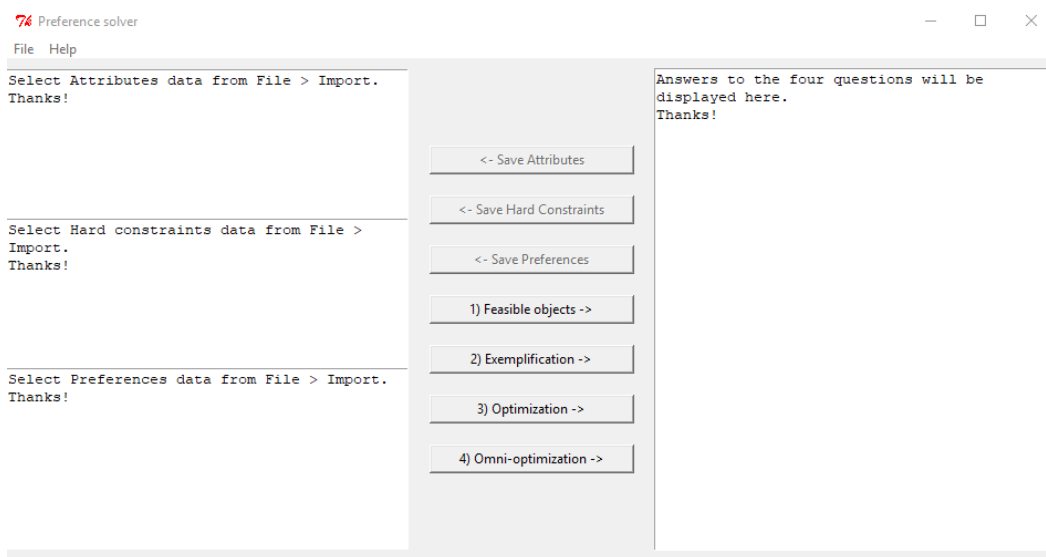 Preference solver
File Help
Select Attributes data from File > Import.
Thanks!
Select Hard constraints data from File >
Import.
Thanks!
Select Preferences data from File > Import.
Thanks!
<- Save Attributes
<- Save Hard Constraints
<- Save Preferences
1) Feasible objects ->
2) Exemplification ->
3) Optimization ->
4) Omni-optimization ->
Answers to the four questions will be
displayed here.
Thanks!